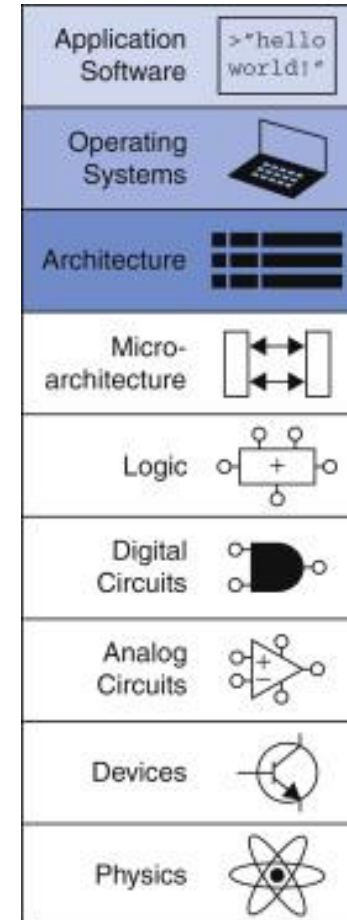 Application
Software
>"hello
world!"
Operating
Systems
Architecture
Micro-
architecture
Logic
+
Digital
Circuits
Analog
Circuits
+
−
Devices
Physics